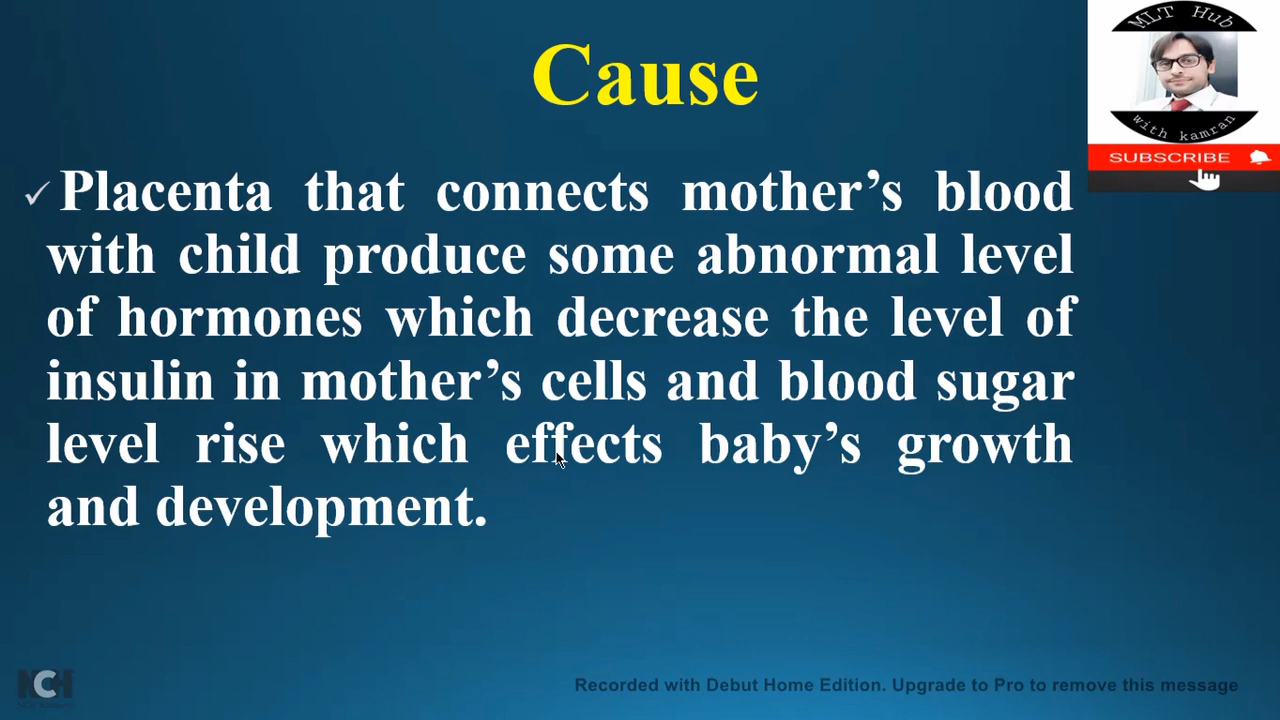 Cause
MLT Hub
with kamran
SUBSCRIBE
✓ Placenta that connects mother’s blood
with child produce some abnormal level
of hormones which decrease the level of
insulin in mother’s cells and blood sugar
level rise which effects baby’s growth
and development.
NCH
Recorded with Debut Home Edition. Upgrade to Pro to remove this message